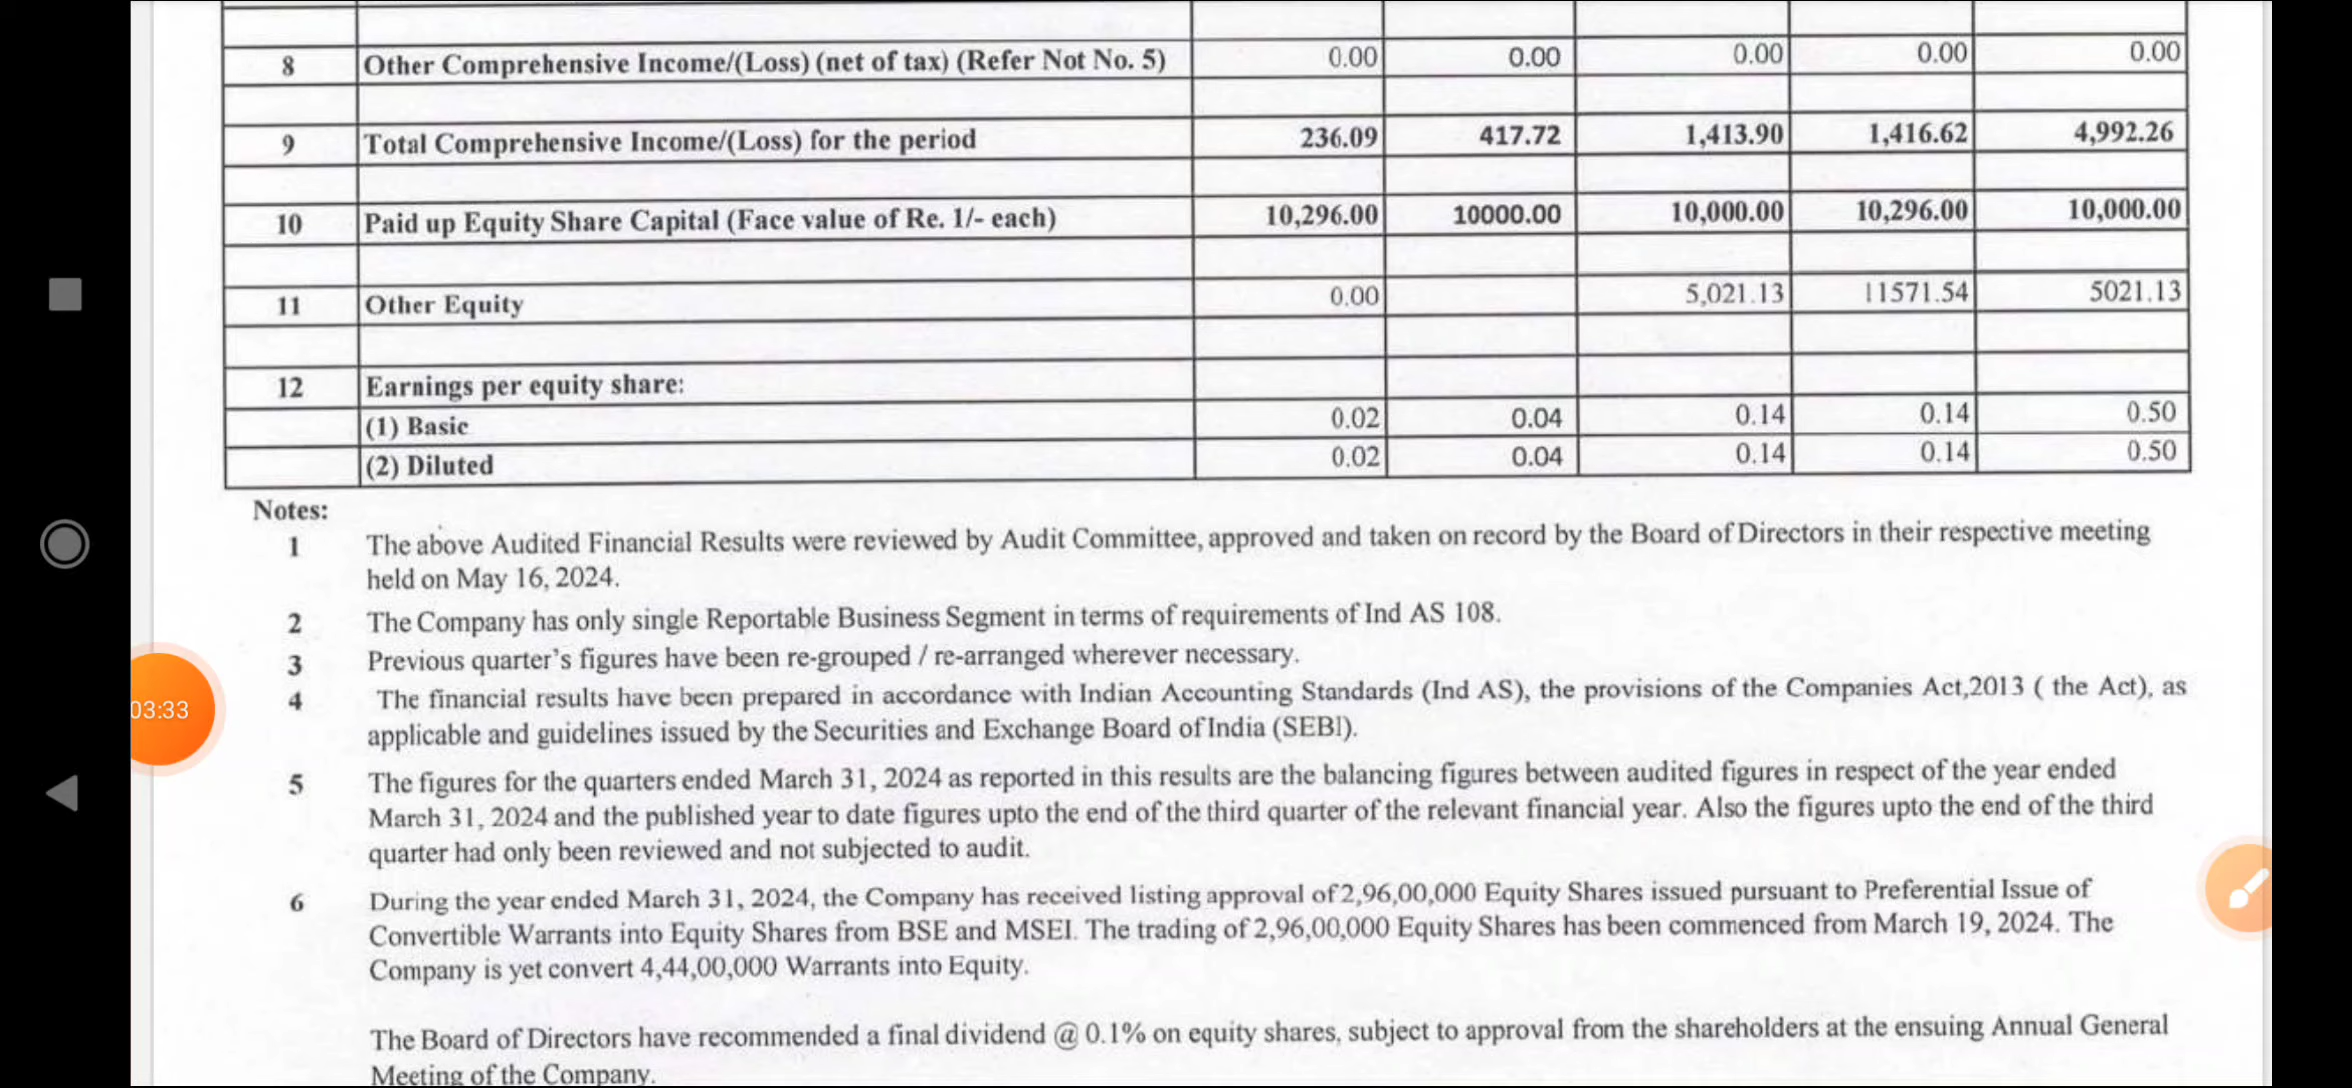 8 Other Comprehensive Income/(Loss) (net of tax) (Refer Not No. 5) 0.00 0.00 0.00 0.00 0.00
9 Total Comprehensive Income/(Loss) for the period 236.09 417.72 1,413.90 1,416.62 4,992.26
10 Paid up Equity Share Capital (Face value of Re. 1/- each) 10,296.00 10000.00 10,000.00 10,296.00 10,000.00
11 Other Equity 0.00 5,021.13 11571.54 5021.13
12 Earnings per equity share:
(1) Basic 0.02 0.04 0.14 0.14 0.50
(2) Diluted 0.02 0.04 0.14 0.14 0.50
Notes:
1 The above Audited Financial Results were reviewed by Audit Committee, approved and taken on record by the Board of Directors in their respective meeting
held on May 16, 2024.
2 The Company has only single Reportable Business Segment in terms of requirements of Ind AS 108.
3 Previous quarter's figures have been re-grouped / re-arranged wherever necessary.
4 The financial results have been prepared in accordance with Indian Accounting Standards (Ind AS), the provisions of the Companies Act,2013 ( the Act), as
applicable and guidelines issued by the Securities and Exchange Board of India (SEBI).
03:33
5 The figures for the quarters ended March 31, 2024 as reported in this results are the balancing figures between audited figures in respect of the year ended
March 31, 2024 and the published year to date figures upto the end of the third quarter of the relevant financial year. Also the figures upto the end of the third
quarter had only been reviewed and not subjected to audit.
6 During the year ended March 31, 2024, the Company has received listing approval of 2,96,00,000 Equity Shares issued pursuant to Preferential Issue of
Convertible Warrants into Equity Shares from BSE and MSEI. The trading of 2,96,00,000 Equity Shares has been commenced from March 19, 2024. The
Company is yet convert 4,44,00,000 Warrants into Equity.
The Board of Directors have recommended a final dividend @ 0.1% on equity shares, subject to approval from the shareholders at the ensuing Annual General
Meeting of the Company.